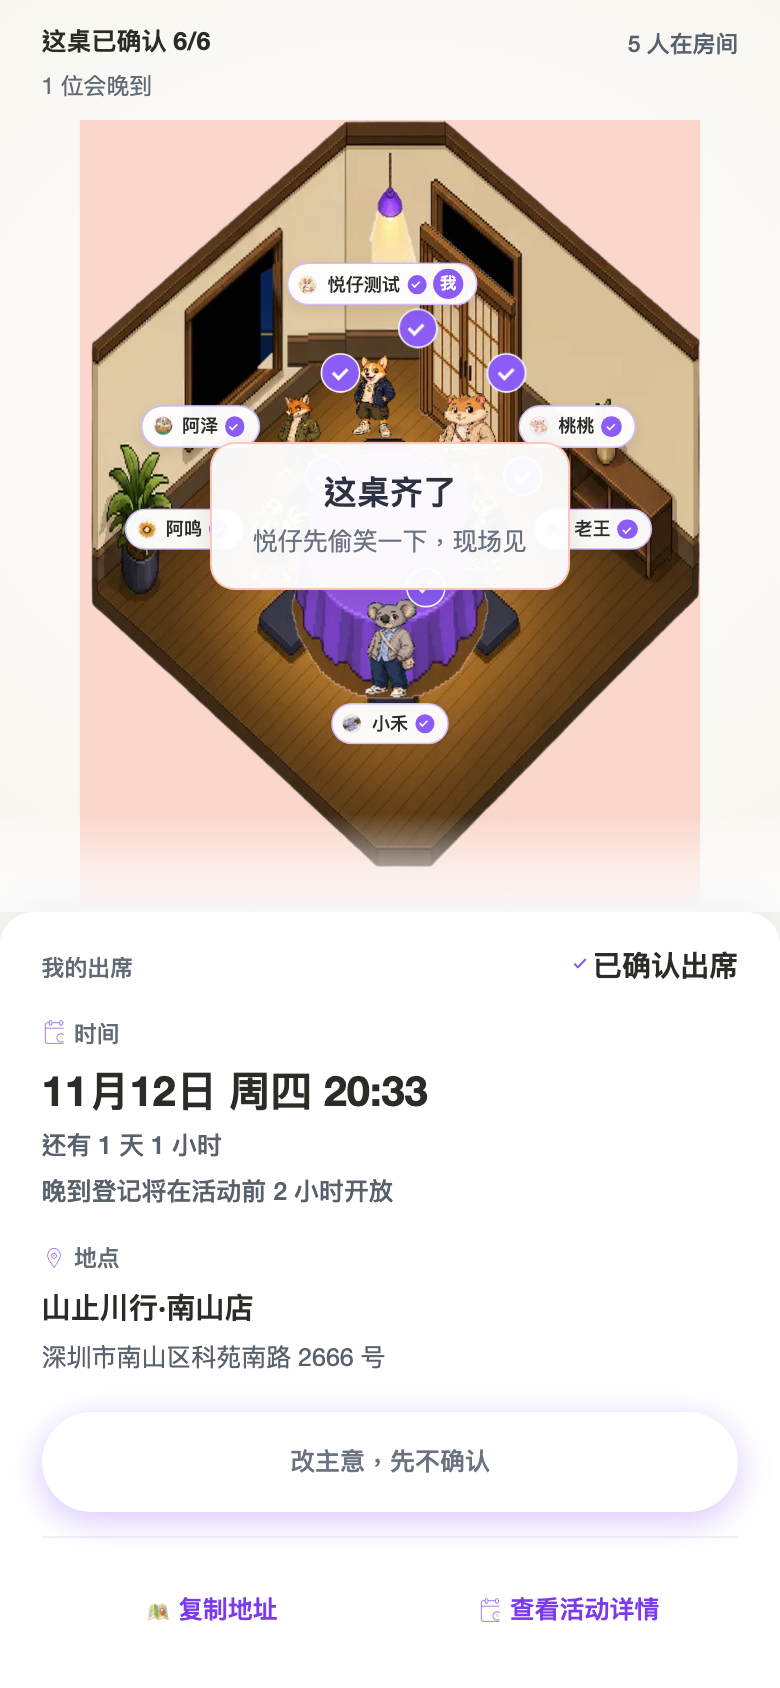 这桌已确认 6/6
5 人在房间
1 位会晚到
悦仔测试
我
阿泽
桃桃
这桌齐了
阿鸣
悦仔先偷笑一下，现场见
老王
小禾
我的出席
已确认出席
时间
11月12日 周四 20:33
还有 1 天 1 小时
晚到登记将在活动前 2 小时开放
地点
山止川行·南山店
深圳市南山区科苑南路 2666 号
改主意，先不确认
复制地址
查看活动详情